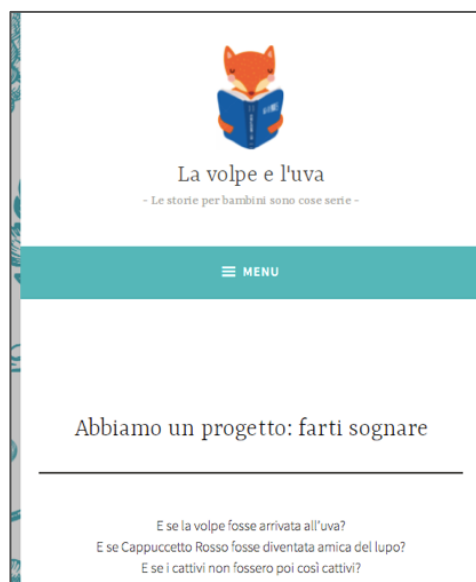 La volpe e l'uva
- Le storie per bambini sono cose serie -
MENU
Abbiamo un progetto: farti sognare
E se la volpe fosse arrivata all'uva?
E se Cappuccetto Rosso fosse diventata amica del lupo?
E se i cattivi non fossero poi così cattivi?